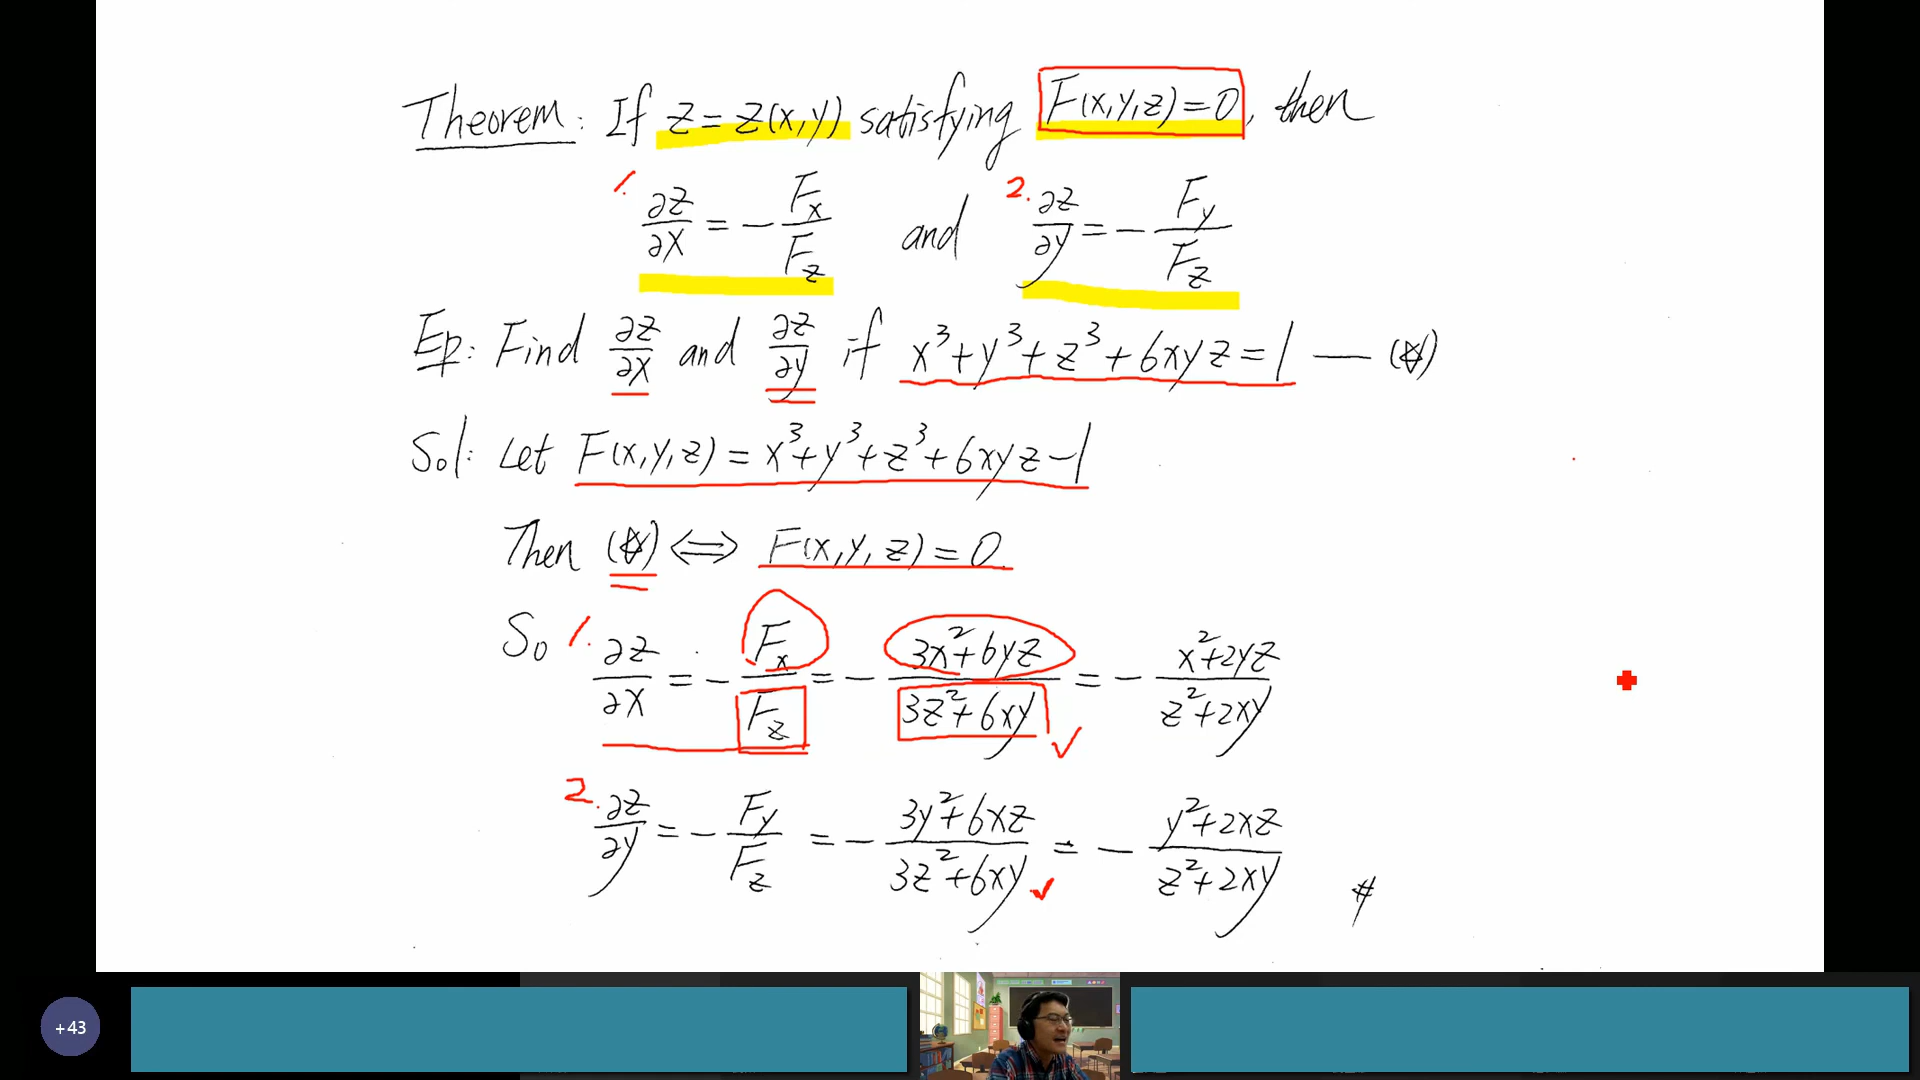 Theorem: If z = z(x,y) satisfying F(x,y,z)=0, then
1. ∂z/∂x = - Fx/Fz and 2. ∂z/∂y = - Fy/Fz
Ep: Find ∂z/∂x and ∂z/∂y if x³+y³+z³+6xyz=1 — (☆)
Sol: Let F(x,y,z) = x³+y³+z³+6xyz-1
Then (☆) ⇔ F(x,y,z)=0.
So 1. ∂z/∂x = - Fx/Fz = - (3x²+6yz)/(3z²+6xy) ✓ = - (x²+2yz)/(z²+2xy)
2. ∂z/∂y = - Fy/Fz = - (3y²+6xz)/(3z²+6xy) ✓ = - (y²+2xz)/(z²+2xy) #
+43